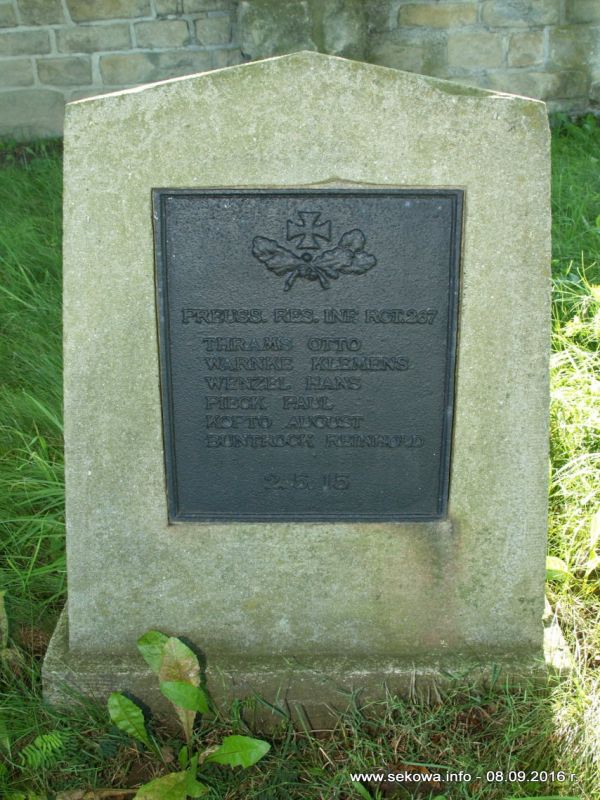 PREUSS. RES. INF. RGT. 267
THRAMS OTTO
WARNKE KLEMENS
WENZEL HANS
PIECK PAUL
KOPTO AUGUST
BUNTROCK REINHOLD
2.5.15
www.sekowa.info - 08.09.2016 r.